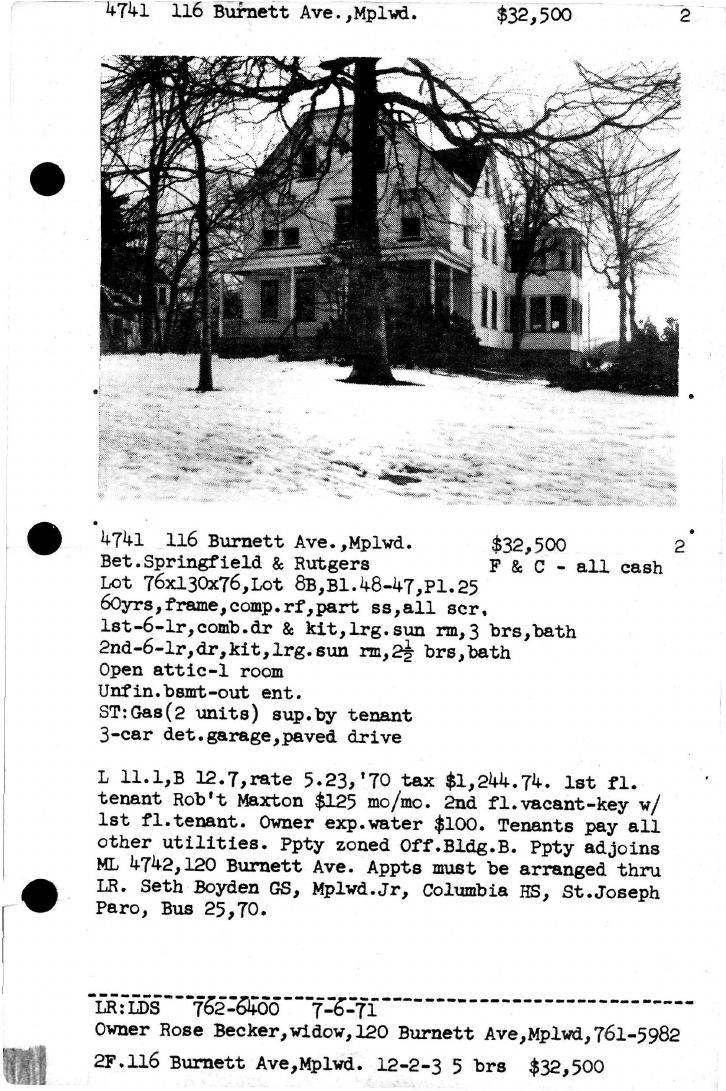 4741 116 Burnett Ave.,Mplwd. $32,500 2
4741 116 Burnett Ave.,Mplwd. $32,500 2
Bet.Springfield & Rutgers F & C - all cash
Lot 76x130x76,Lot 8B,Bl.48-47,Pl.25
60yrs,frame,comp.rf,part ss,all scr.
1st-6-lr,comb.dr & kit,lrg.sun rm,3 brs,bath
2nd-6-lr,dr,kit,lrg.sun rm,2½ brs,bath
Open attic-1 room
Unfin.bsmt-out ent.
ST:Gas(2 units) sup.by tenant
3-car det.garage,paved drive
L 11.1,B 12.7,rate 5.23,'70 tax $1,244.74. 1st fl.
tenant Rob't Maxton $125 mo/mo. 2nd fl.vacant-key w/
1st fl.tenant. Owner exp.water $100. Tenants pay all
other utilities. Ppty zoned Off.Bldg.B. Ppty adjoins
ML 4742,120 Burnett Ave. Appts must be arranged thru
LR. Seth Boyden GS, Mplwd.Jr, Columbia HS, St.Joseph
Paro, Bus 25,70.
LR:LDS 762-6400 7-6-71
Owner Rose Becker,widow,120 Burnett Ave,Mplwd,761-5982
2F.116 Burnett Ave,Mplwd. 12-2-3 5 brs $32,500